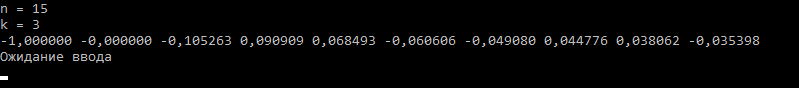 n = 15
k = 3
-1,000000 -0,000000 -0,105263 0,090909 0,068493 -0,060606 -0,049080 0,044776 0,038062 -0,035398
Ожидание ввода